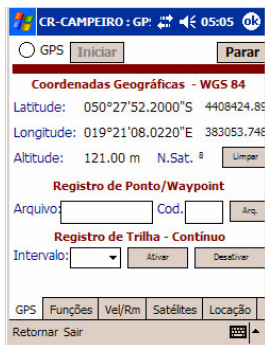 CR-CAMPEIRO : GP: 05:05 ok
GPS Iniciar Parar
Coordenadas Geográficas - WGS 84
Latitude: 050°27'52.2000"S 4408424.89
Longitude: 019°21'08.0220"E 383053.748
Altitude: 121.00 m N.Sat. 8 Limpar
Registro de Ponto/Waypoint
Arquivo: Cod. Arq.
Registro de Trilha - Contínuo
Intervalo: Ativar Desativar
GPS Funções Vel/Rm Satélites Locação
Retornar Sair